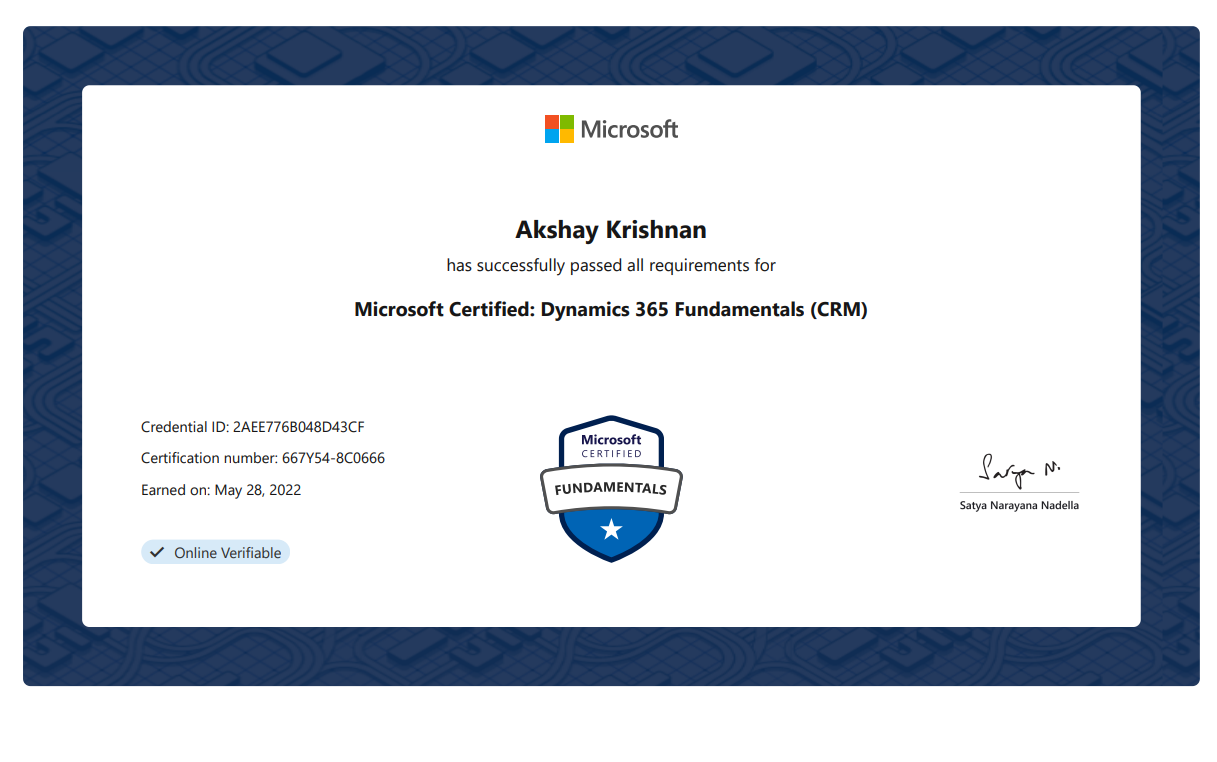 Microsoft
Akshay Krishnan
has successfully passed all requirements for
Microsoft Certified: Dynamics 365 Fundamentals (CRM)
Credential ID: 2AEE776B048D43CF
Certification number: 667Y54-8C0666
Earned on: May 28, 2022
Online Verifiable
Microsoft
CERTIFIED
FUNDAMENTALS
Satya N.
Satya Narayana Nadella